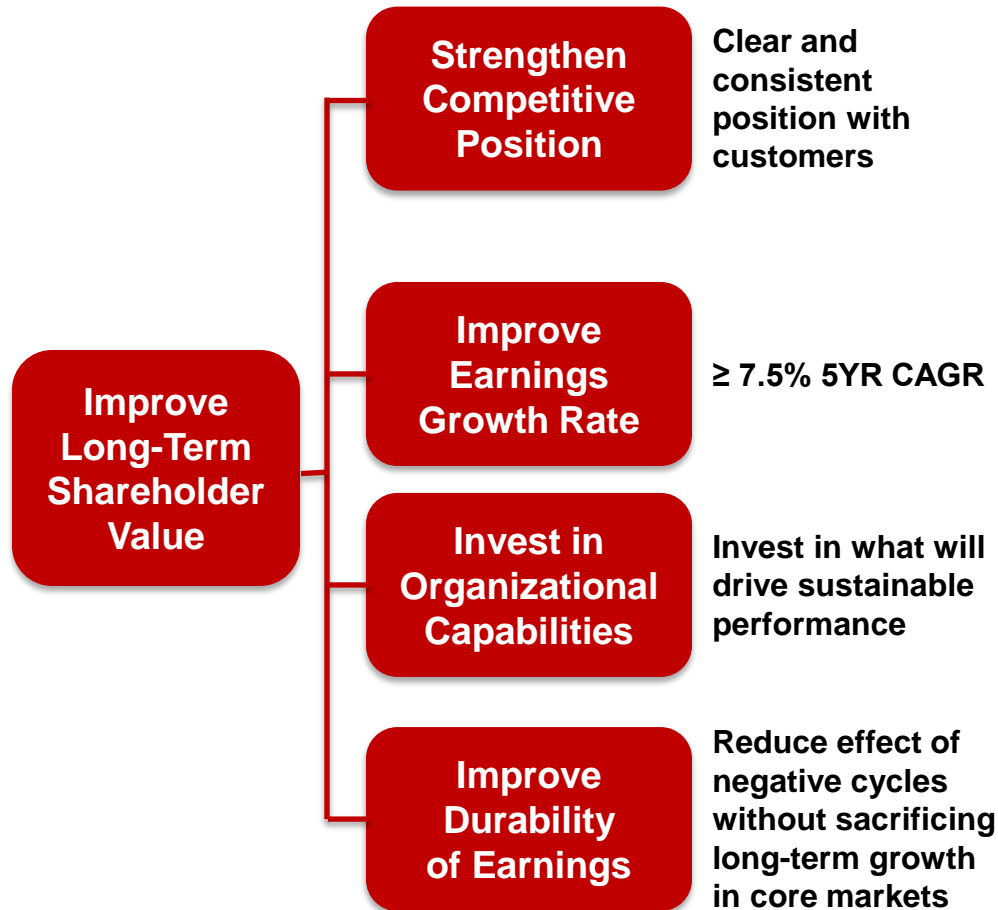 Improve
Long-Term
Shareholder
Value
Strengthen
Competitive
Position
Clear and
consistent
position with
customers
Improve
Earnings
Growth Rate
≥ 7.5% 5YR CAGR
Invest in
Organizational
Capabilities
Invest in what will
drive sustainable
performance
Improve
Durability
of Earnings
Reduce effect of
negative cycles
without sacrificing
long-term growth
in core markets